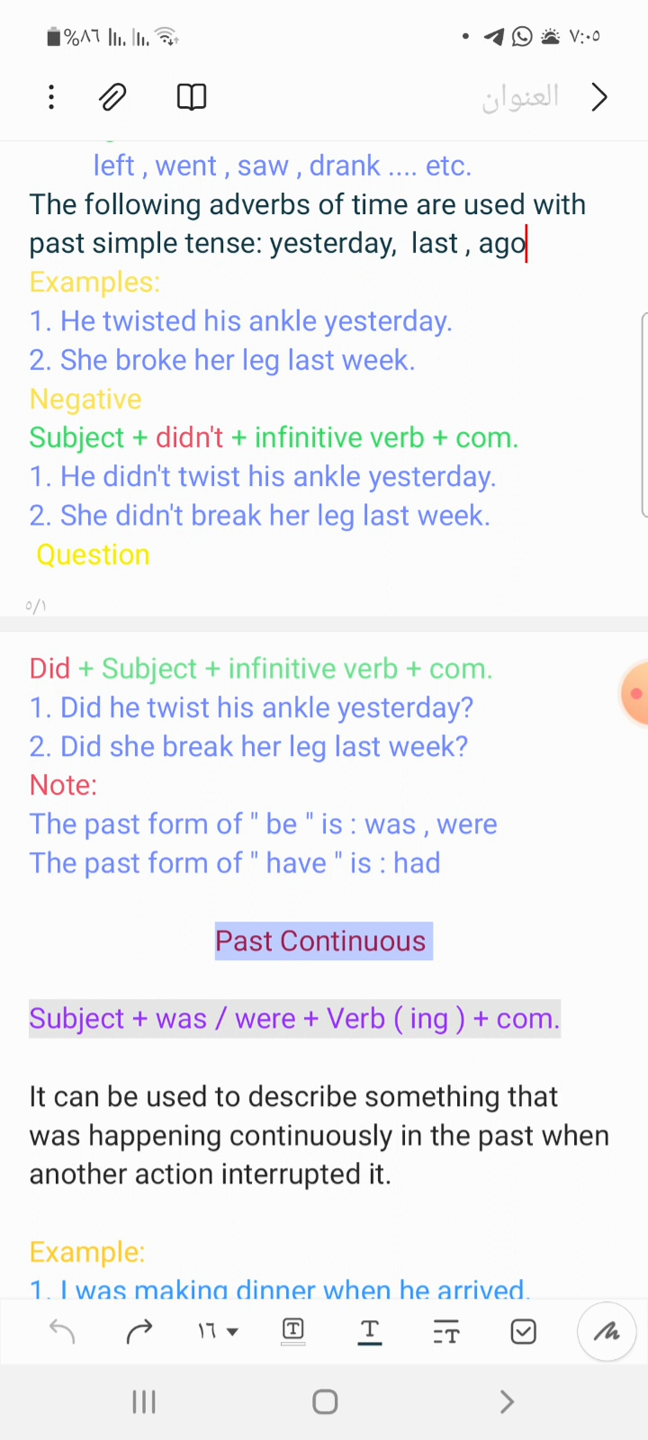 %٨٦ ٧:٠٥
العنوان
left , went , saw , drank .... etc.
The following adverbs of time are used with
past simple tense: yesterday,  last , ago
Examples:
1. He twisted his ankle yesterday.
2. She broke her leg last week.
Negative
Subject + didn't + infinitive verb + com.
1. He didn't twist his ankle yesterday.
2. She didn't break her leg last week.
Question
٥/١
Did + Subject + infinitive verb + com.
1. Did he twist his ankle yesterday?
2. Did she break her leg last week?
Note:
The past form of " be " is : was , were
The past form of " have " is : had
Past Continuous
Subject + was / were + Verb ( ing ) + com.
It can be used to describe something that
was happening continuously in the past when
another action interrupted it.
Example:
1. I was making dinner when he arrived.
١٦